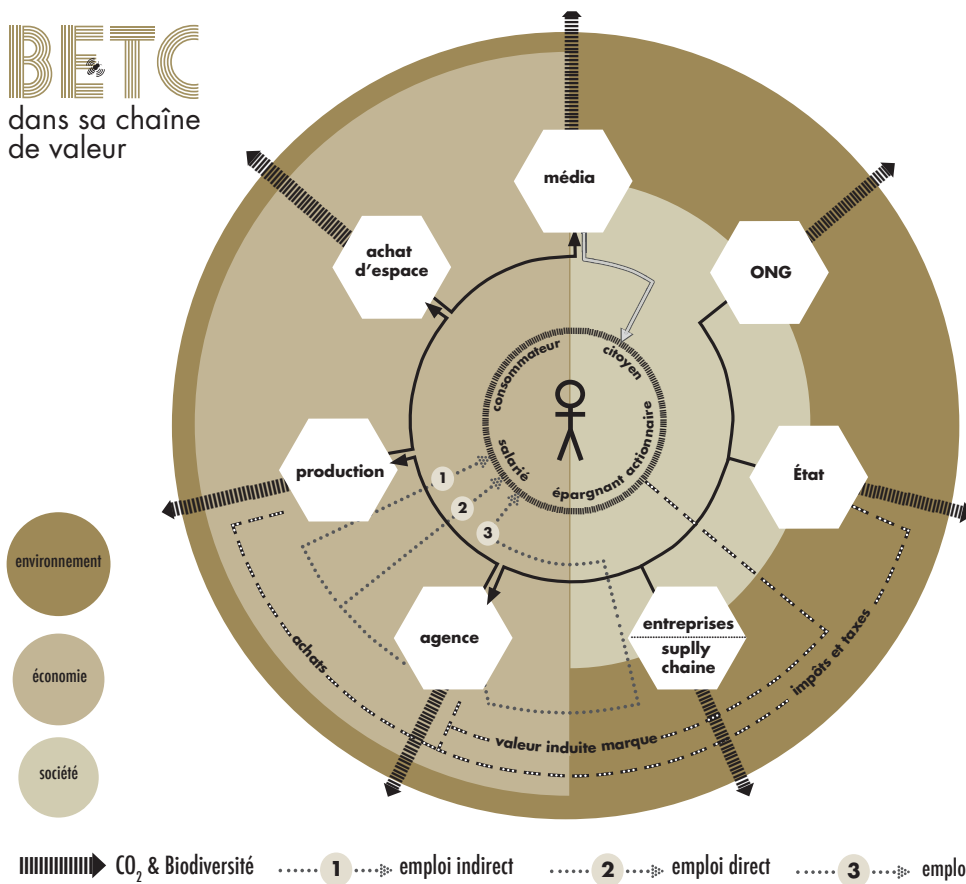 BETC
dans sa chaîne
de valeur
média
achat
d'espace
ONG
consommateur
citoyen
salarié
épargnant actionnaire
production
État
1
2
3
agence
entreprises
suplly
chaine
achats
valeur induite marque
impôts et taxes
environnement
économie
société
CO₂ & Biodiversité
1 emploi indirect
2 emploi direct
3 emplo